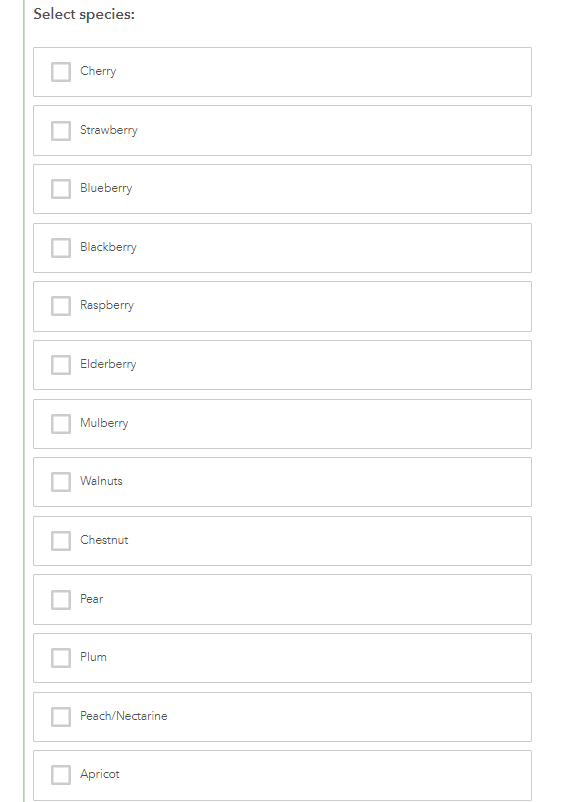 Select species:
Cherry
Strawberry
Blueberry
Blackberry
Raspberry
Elderberry
Mulberry
Walnuts
Chestnut
Pear
Plum
Peach/Nectarine
Apricot